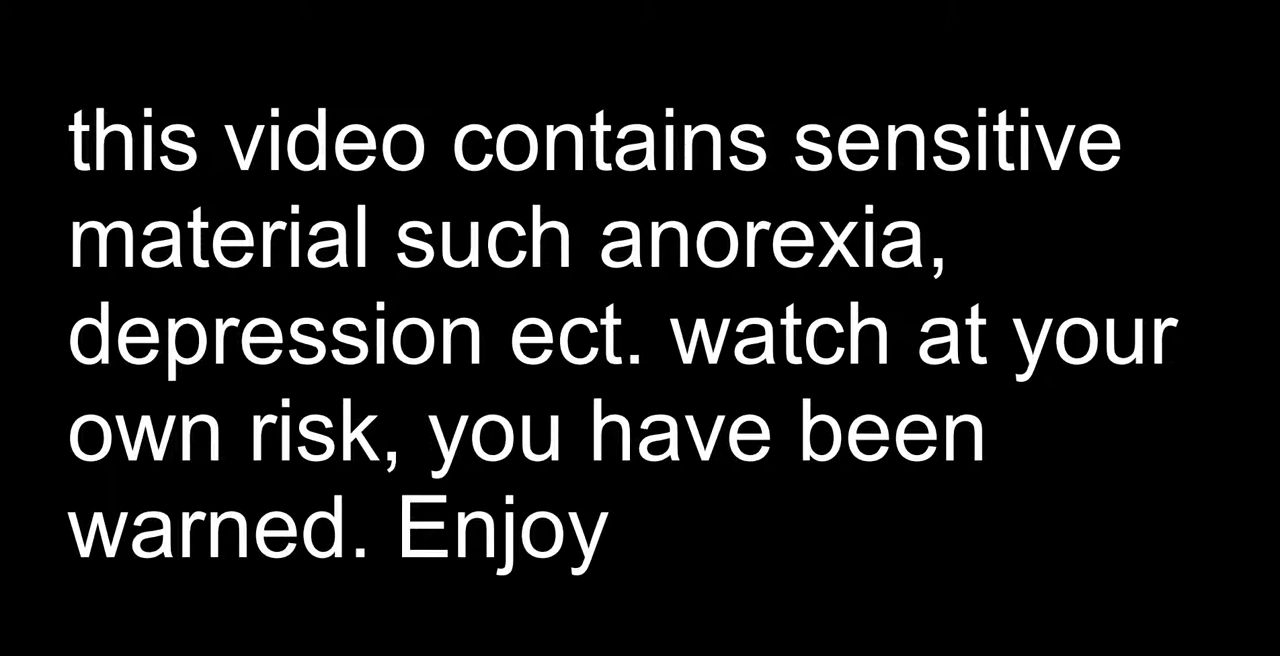 this video contains sensitive
material such anorexia,
depression ect. watch at your
own risk, you have been
warned. Enjoy